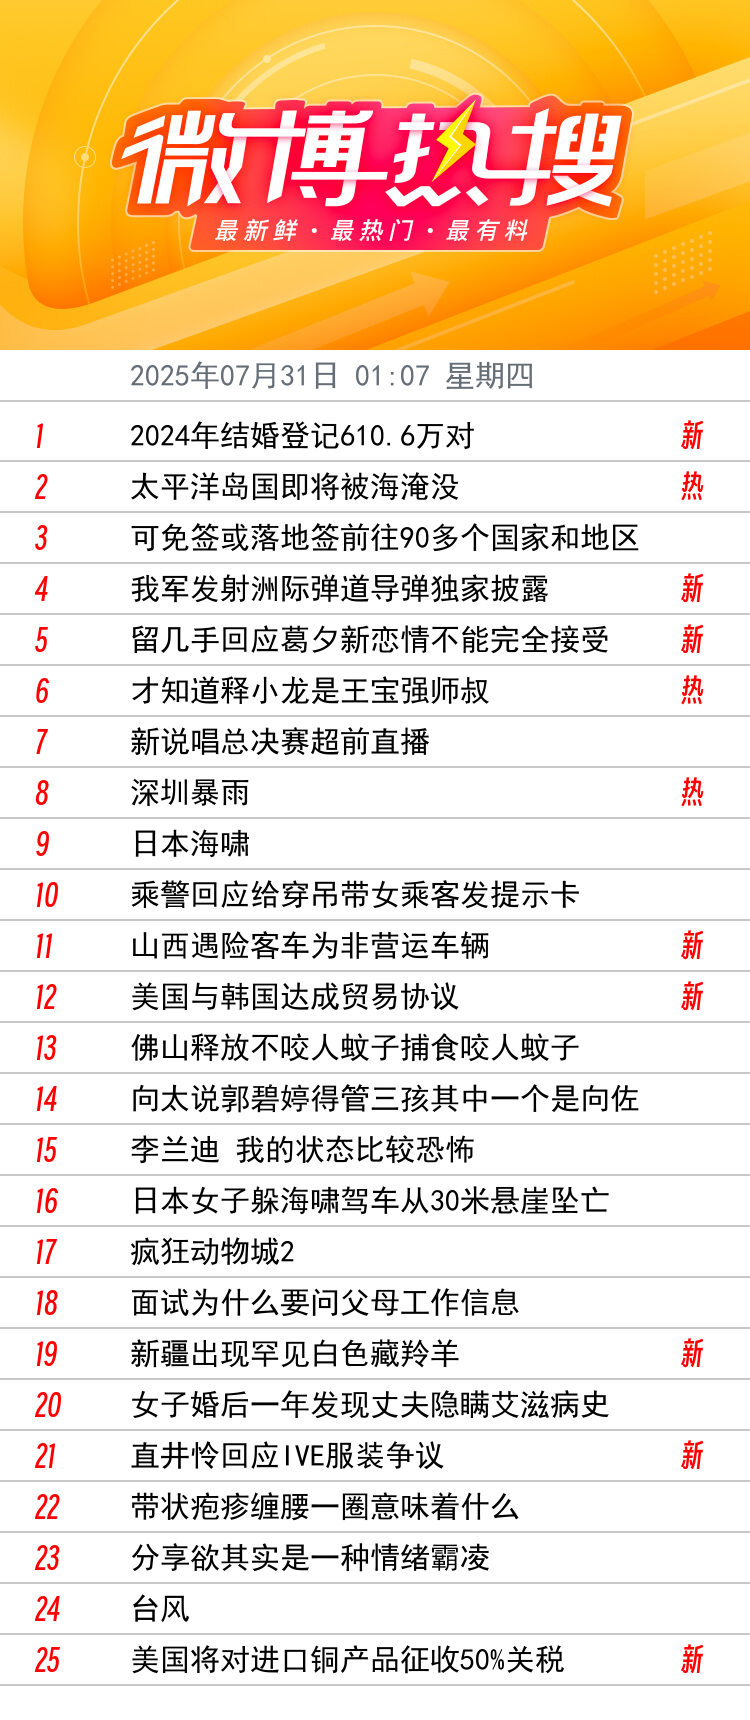 微博热搜
最新鲜·最热门·最有料
2025年07月31日 01:07 星期四
1 2024年结婚登记610.6万对 新
2 太平洋岛国即将被海淹没 热
3 可免签或落地签前往90多个国家和地区
4 我军发射洲际弹道导弹独家披露 新
5 留几手回应葛夕新恋情不能完全接受 新
6 才知道释小龙是王宝强师叔 热
7 新说唱总决赛超前直播
8 深圳暴雨 热
9 日本海啸
10 乘警回应给穿吊带女乘客发提示卡
11 山西遇险客车为非营运车辆 新
12 美国与韩国达成贸易协议 新
13 佛山释放不咬人蚊子捕食咬人蚊子
14 向太说郭碧婷得管三孩其中一个是向佐
15 李兰迪 我的状态比较恐怖
16 日本女子躲海啸驾车从30米悬崖坠亡
17 疯狂动物城2
18 面试为什么要问父母工作信息
19 新疆出现罕见白色藏羚羊 新
20 女子婚后一年发现丈夫隐瞒艾滋病史
21 直井怜回应IVE服装争议 新
22 带状疱疹缠腰一圈意味着什么
23 分享欲其实是一种情绪霸凌
24 台风
25 美国将对进口铜产品征收50%关税 新